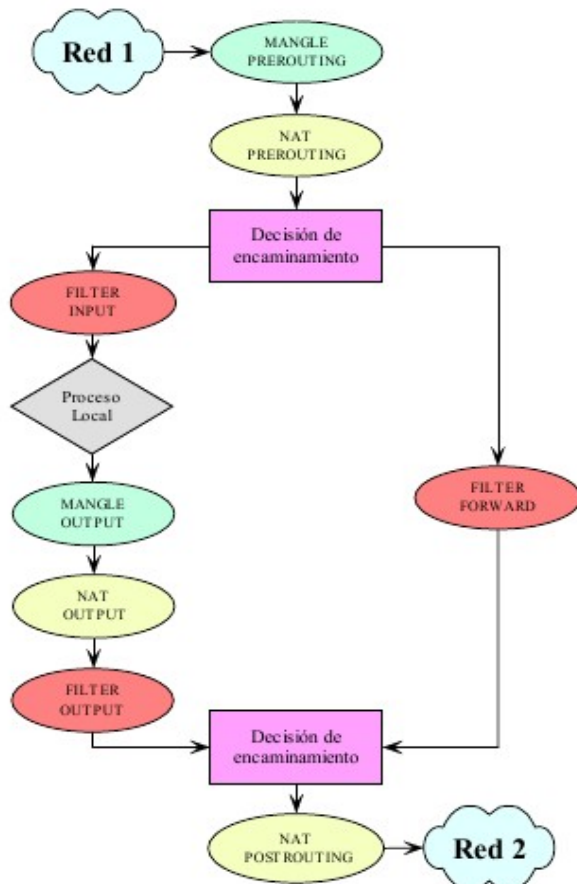 Red 1
MANGLE
PREROUTING
NAT
PREROUTING
Decisión de
encaminamiento
FILTER
INPUT
Proceso
Local
MANGLE
OUTPUT
FILTER
FORWARD
NAT
OUTPUT
FILTER
OUTPUT
Decisión de
encaminamiento
NAT
POSTROUTING
Red 2